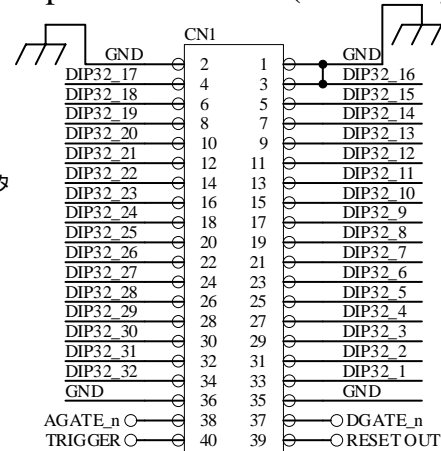 CN1
GND 2 1 GND
DIP32_17 4 3 DIP32_16
DIP32_18 6 5 DIP32_15
DIP32_19 8 7 DIP32_14
DIP32_20 10 9 DIP32_13
DIP32_21 12 11 DIP32_12
DIP32_22 14 13 DIP32_11
DIP32_23 16 15 DIP32_10
DIP32_24 18 17 DIP32_9
DIP32_25 20 19 DIP32_8
DIP32_26 22 21 DIP32_7
DIP32_27 24 23 DIP32_6
DIP32_28 26 25 DIP32_5
DIP32_29 28 27 DIP32_4
DIP32_30 30 29 DIP32_3
DIP32_31 32 31 DIP32_2
DIP32_32 34 33 DIP32_1
GND 36 35 GND
AGATE_n 38 37 DGATE_n
TRIGGER 40 39 RESET OUT